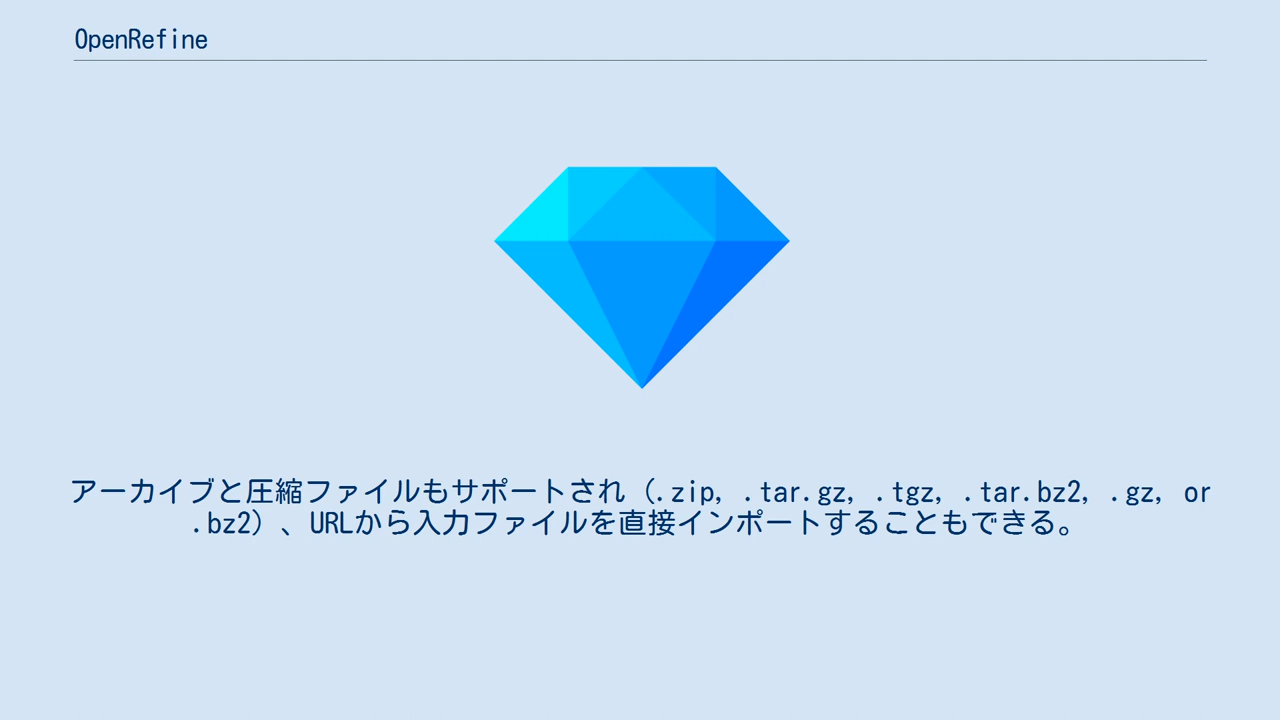 OpenRefine
アーカイブと圧縮ファイルもサポートされ（.zip, .tar.gz, .tgz, .tar.bz2, .gz, or
.bz2）、URLから入力ファイルを直接インポートすることもできる。